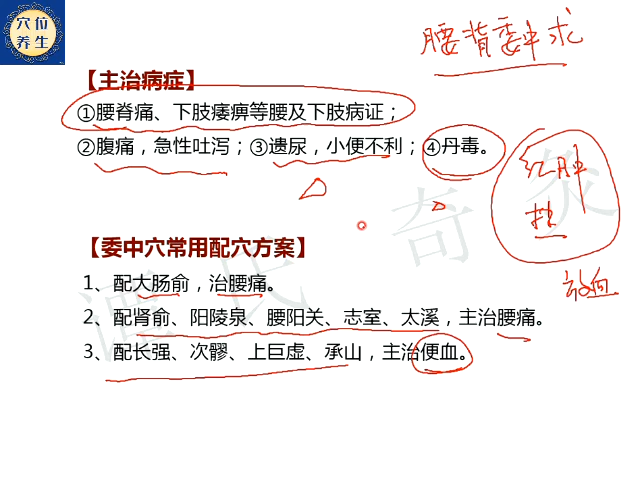 穴位
养生
腰背委中求
【主治病症】
①腰脊痛、下肢痿痹等腰及下肢病证；
②腹痛，急性吐泻；③遗尿，小便不利；④丹毒。
红肿
放血
【委中穴常用配穴方案】
1、配大肠俞，治腰痛。
2、配肾俞、阳陵泉、腰阳关、志室、太溪，主治腰痛。
3、配长强、次髎、上巨虚、承山，主治便血。